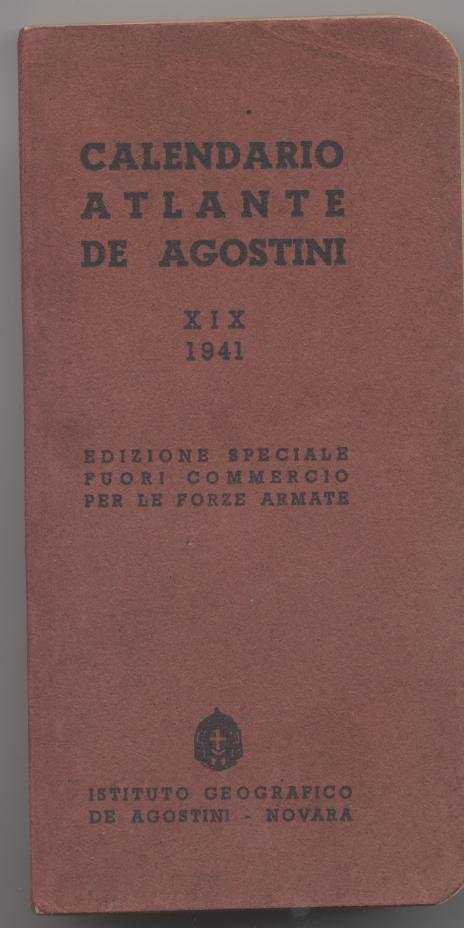 CALENDARIO
ATLANTE
DE AGOSTINI
XIX
1941
EDIZIONE SPECIALE
FUORI COMMERCIO
PER LE FORZE ARMATE
ISTITUTO GEOGRAFICO
DE AGOSTINI - NOVARA